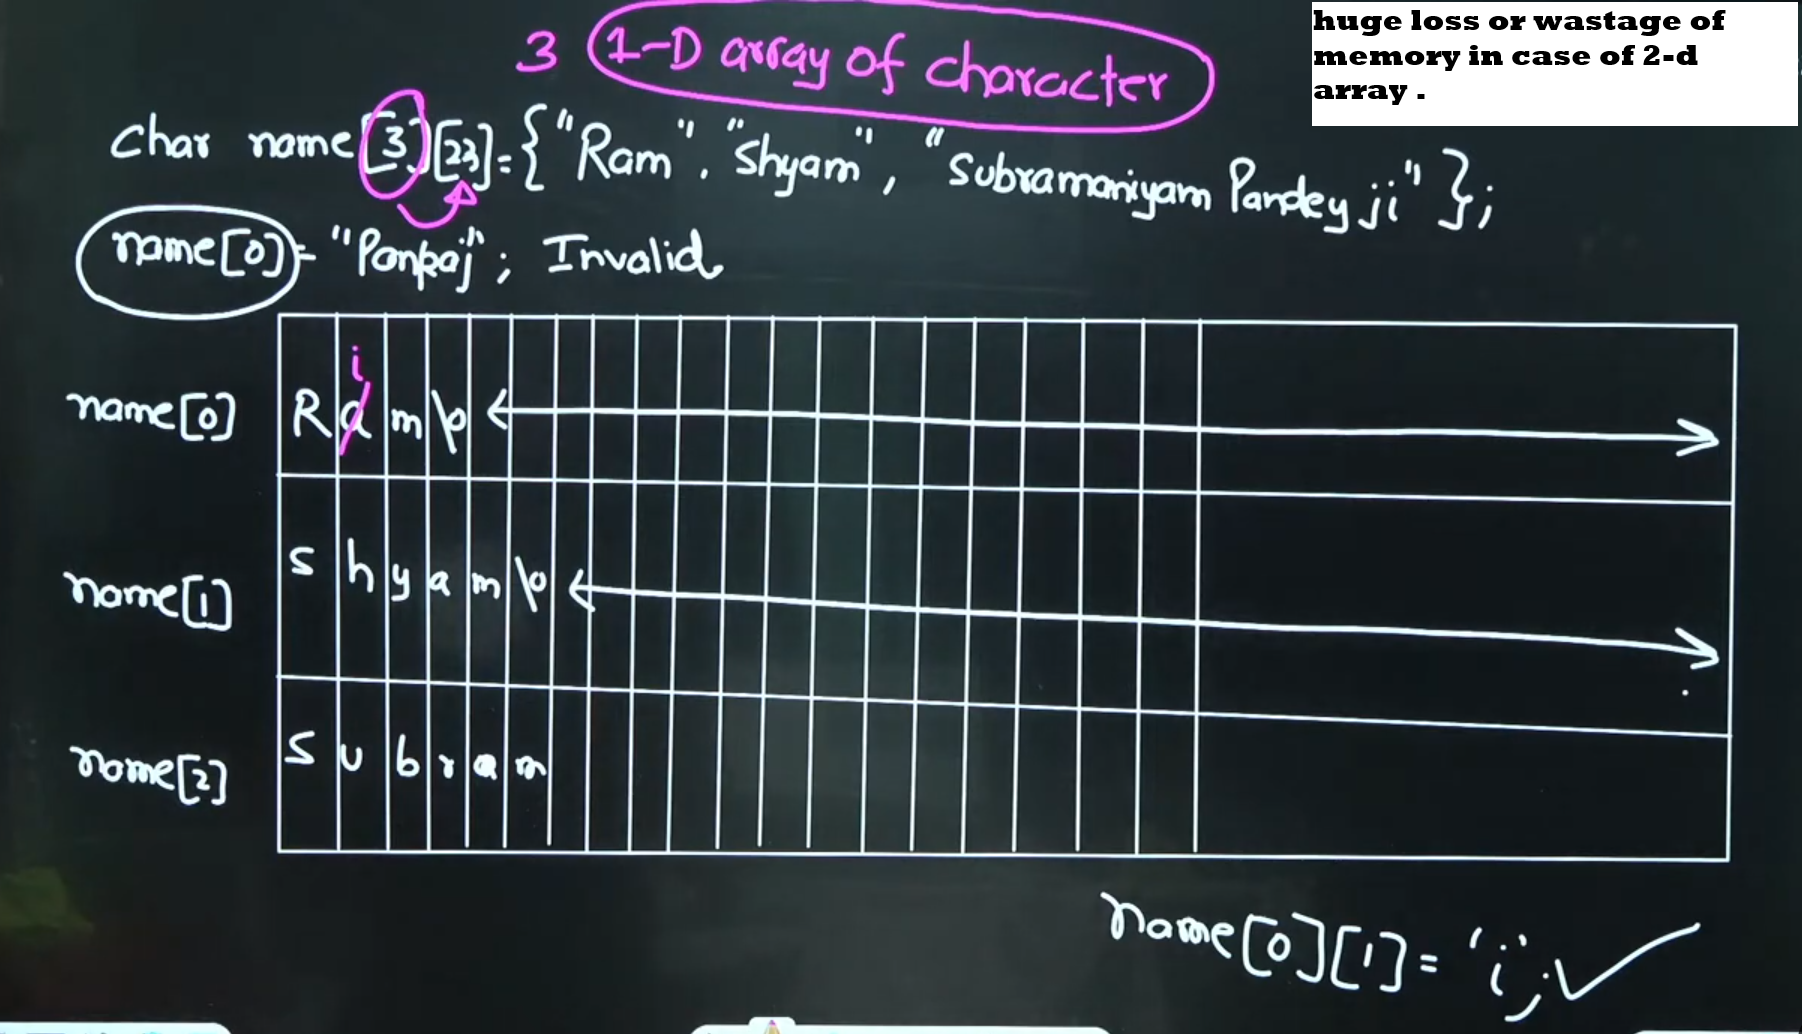 3 1-D array of character
huge loss or wastage of
memory in case of 2-d
array .
Char name[3][23]={"Ram". "Shyam", "Subramaniyam Pandey ji"};
name[0]= "Pankaj"; Invalid
i
name[0] R a m \0
name[1] S h y a m \0
name[2] S u b r a m
name[0][1]= 'i';